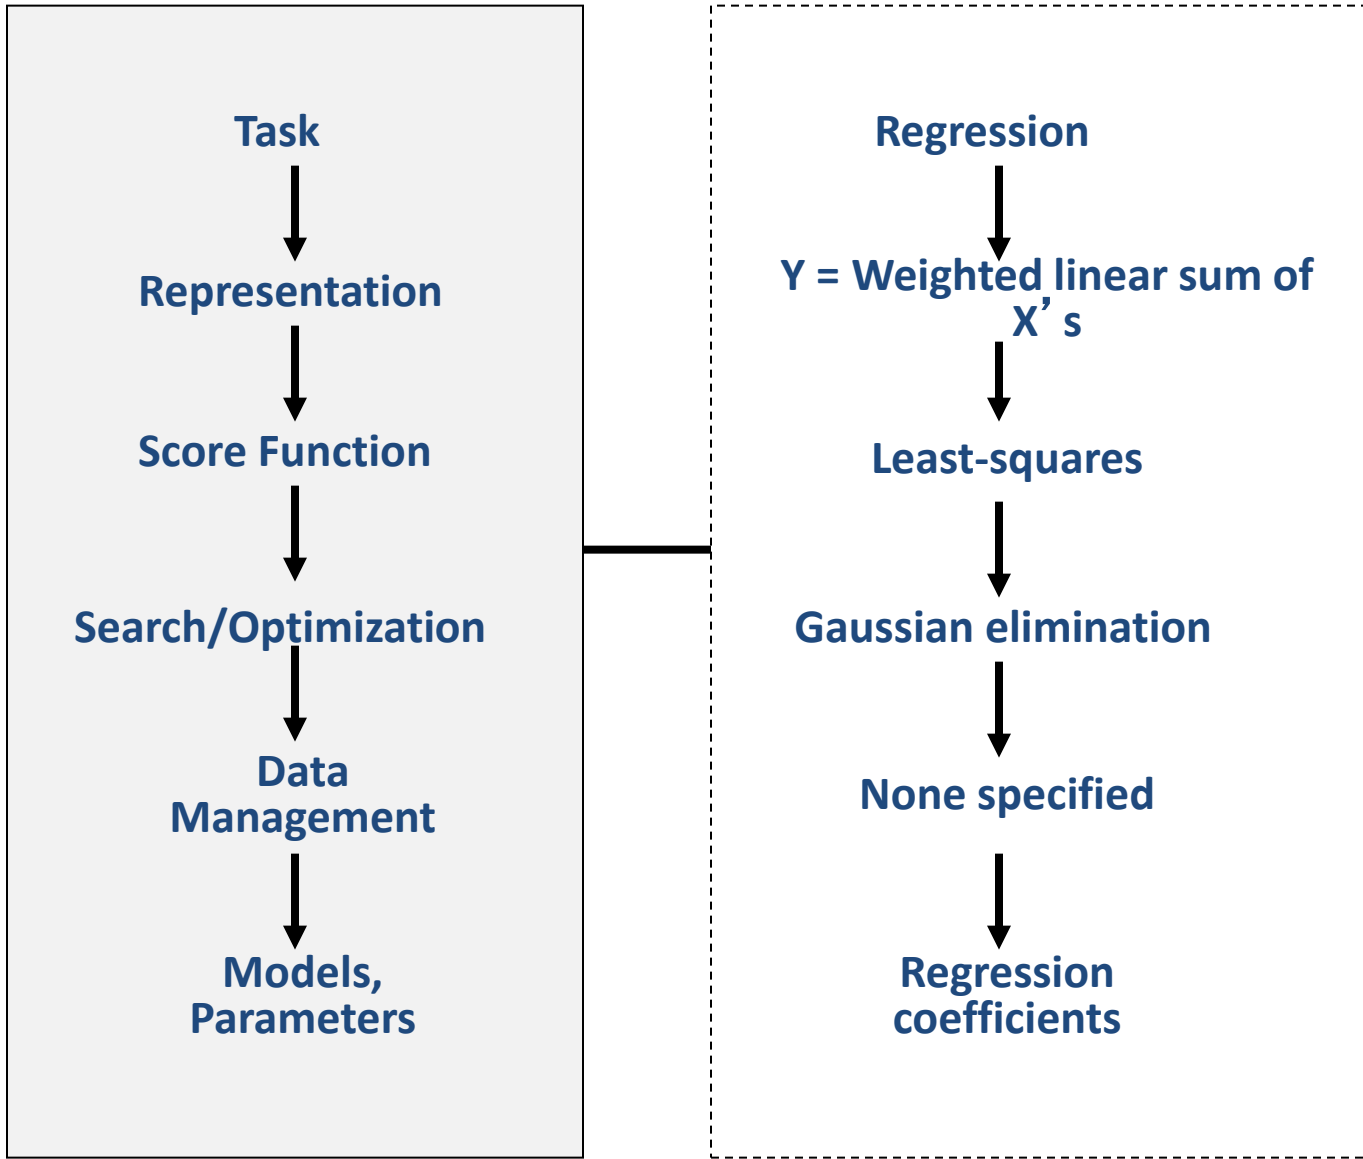 Task
Representation
Score Function
Search/Optimization
Data
Management
Models,
Parameters
Regression
Y = Weighted linear sum of
X’ s
Least-squares
Gaussian elimination
None specified
Regression
coefficients